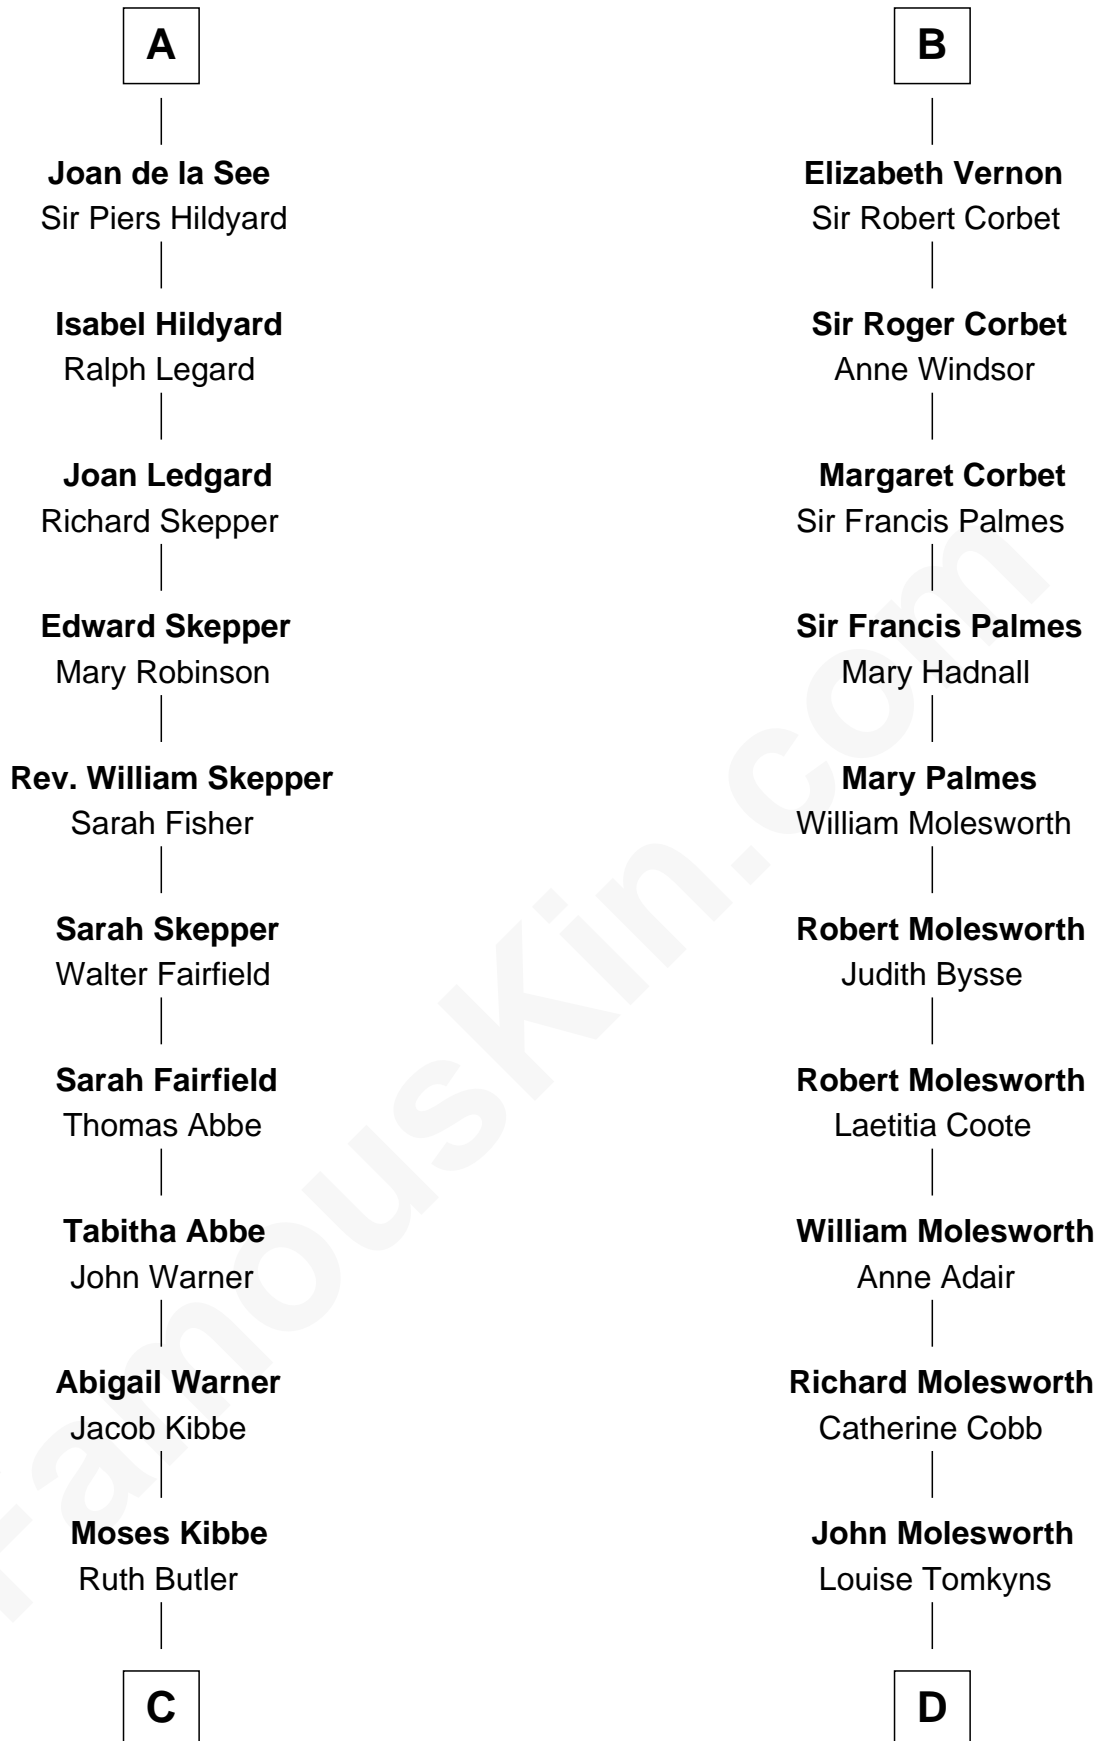 A
Joan de la See
Sir Piers Hildyard
Isabel Hildyard
Ralph Legard
Joan Ledgard
Richard Skepper
Edward Skepper
Mary Robinson
Rev. William Skepper
Sarah Fisher
Sarah Skepper
Walter Fairfield
Sarah Fairfield
Thomas Abbe
Tabitha Abbe
John Warner
Abigail Warner
Jacob Kibbe
Moses Kibbe
Ruth Butler
C
B
Elizabeth Vernon
Sir Robert Corbet
Sir Roger Corbet
Anne Windsor
Margaret Corbet
Sir Francis Palmes
Sir Francis Palmes
Mary Hadnall
Mary Palmes
William Molesworth
Robert Molesworth
Judith Bysse
Robert Molesworth
Laetitia Coote
William Molesworth
Anne Adair
Richard Molesworth
Catherine Cobb
John Molesworth
Louise Tomkyns
D
FamousKin.com